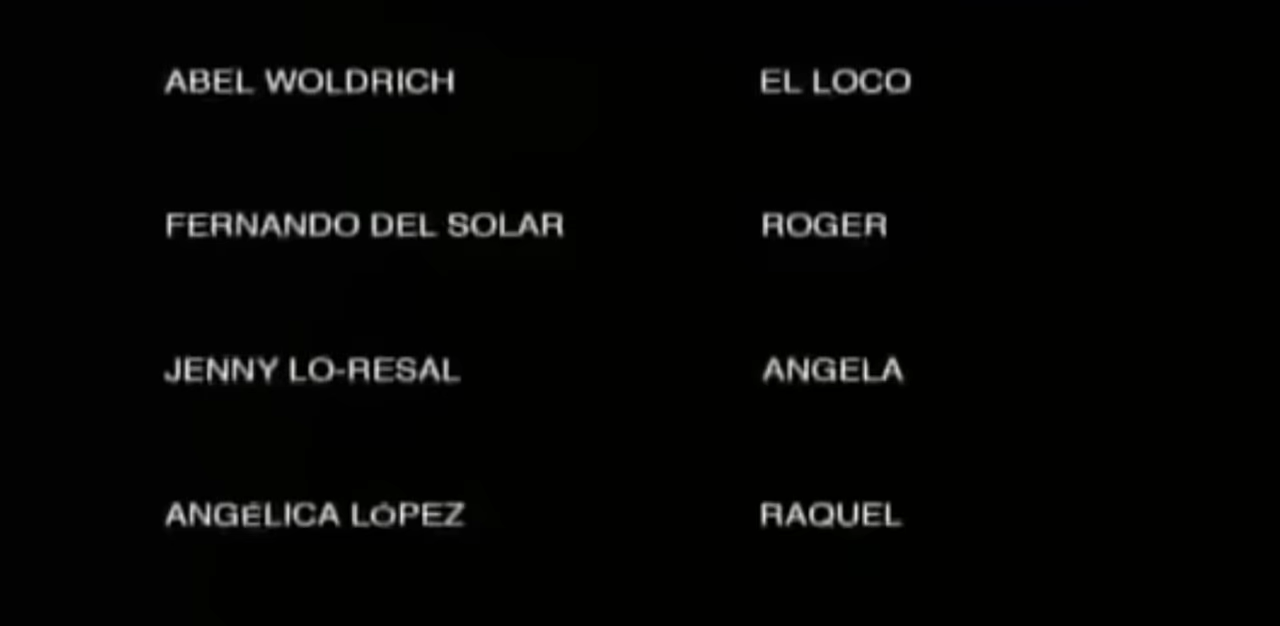 ABEL WOLDRICH EL LOCO
FERNANDO DEL SOLAR ROGER
JENNY LO-RESAL ANGELA
ANGÉLICA LÓPEZ RAQUEL